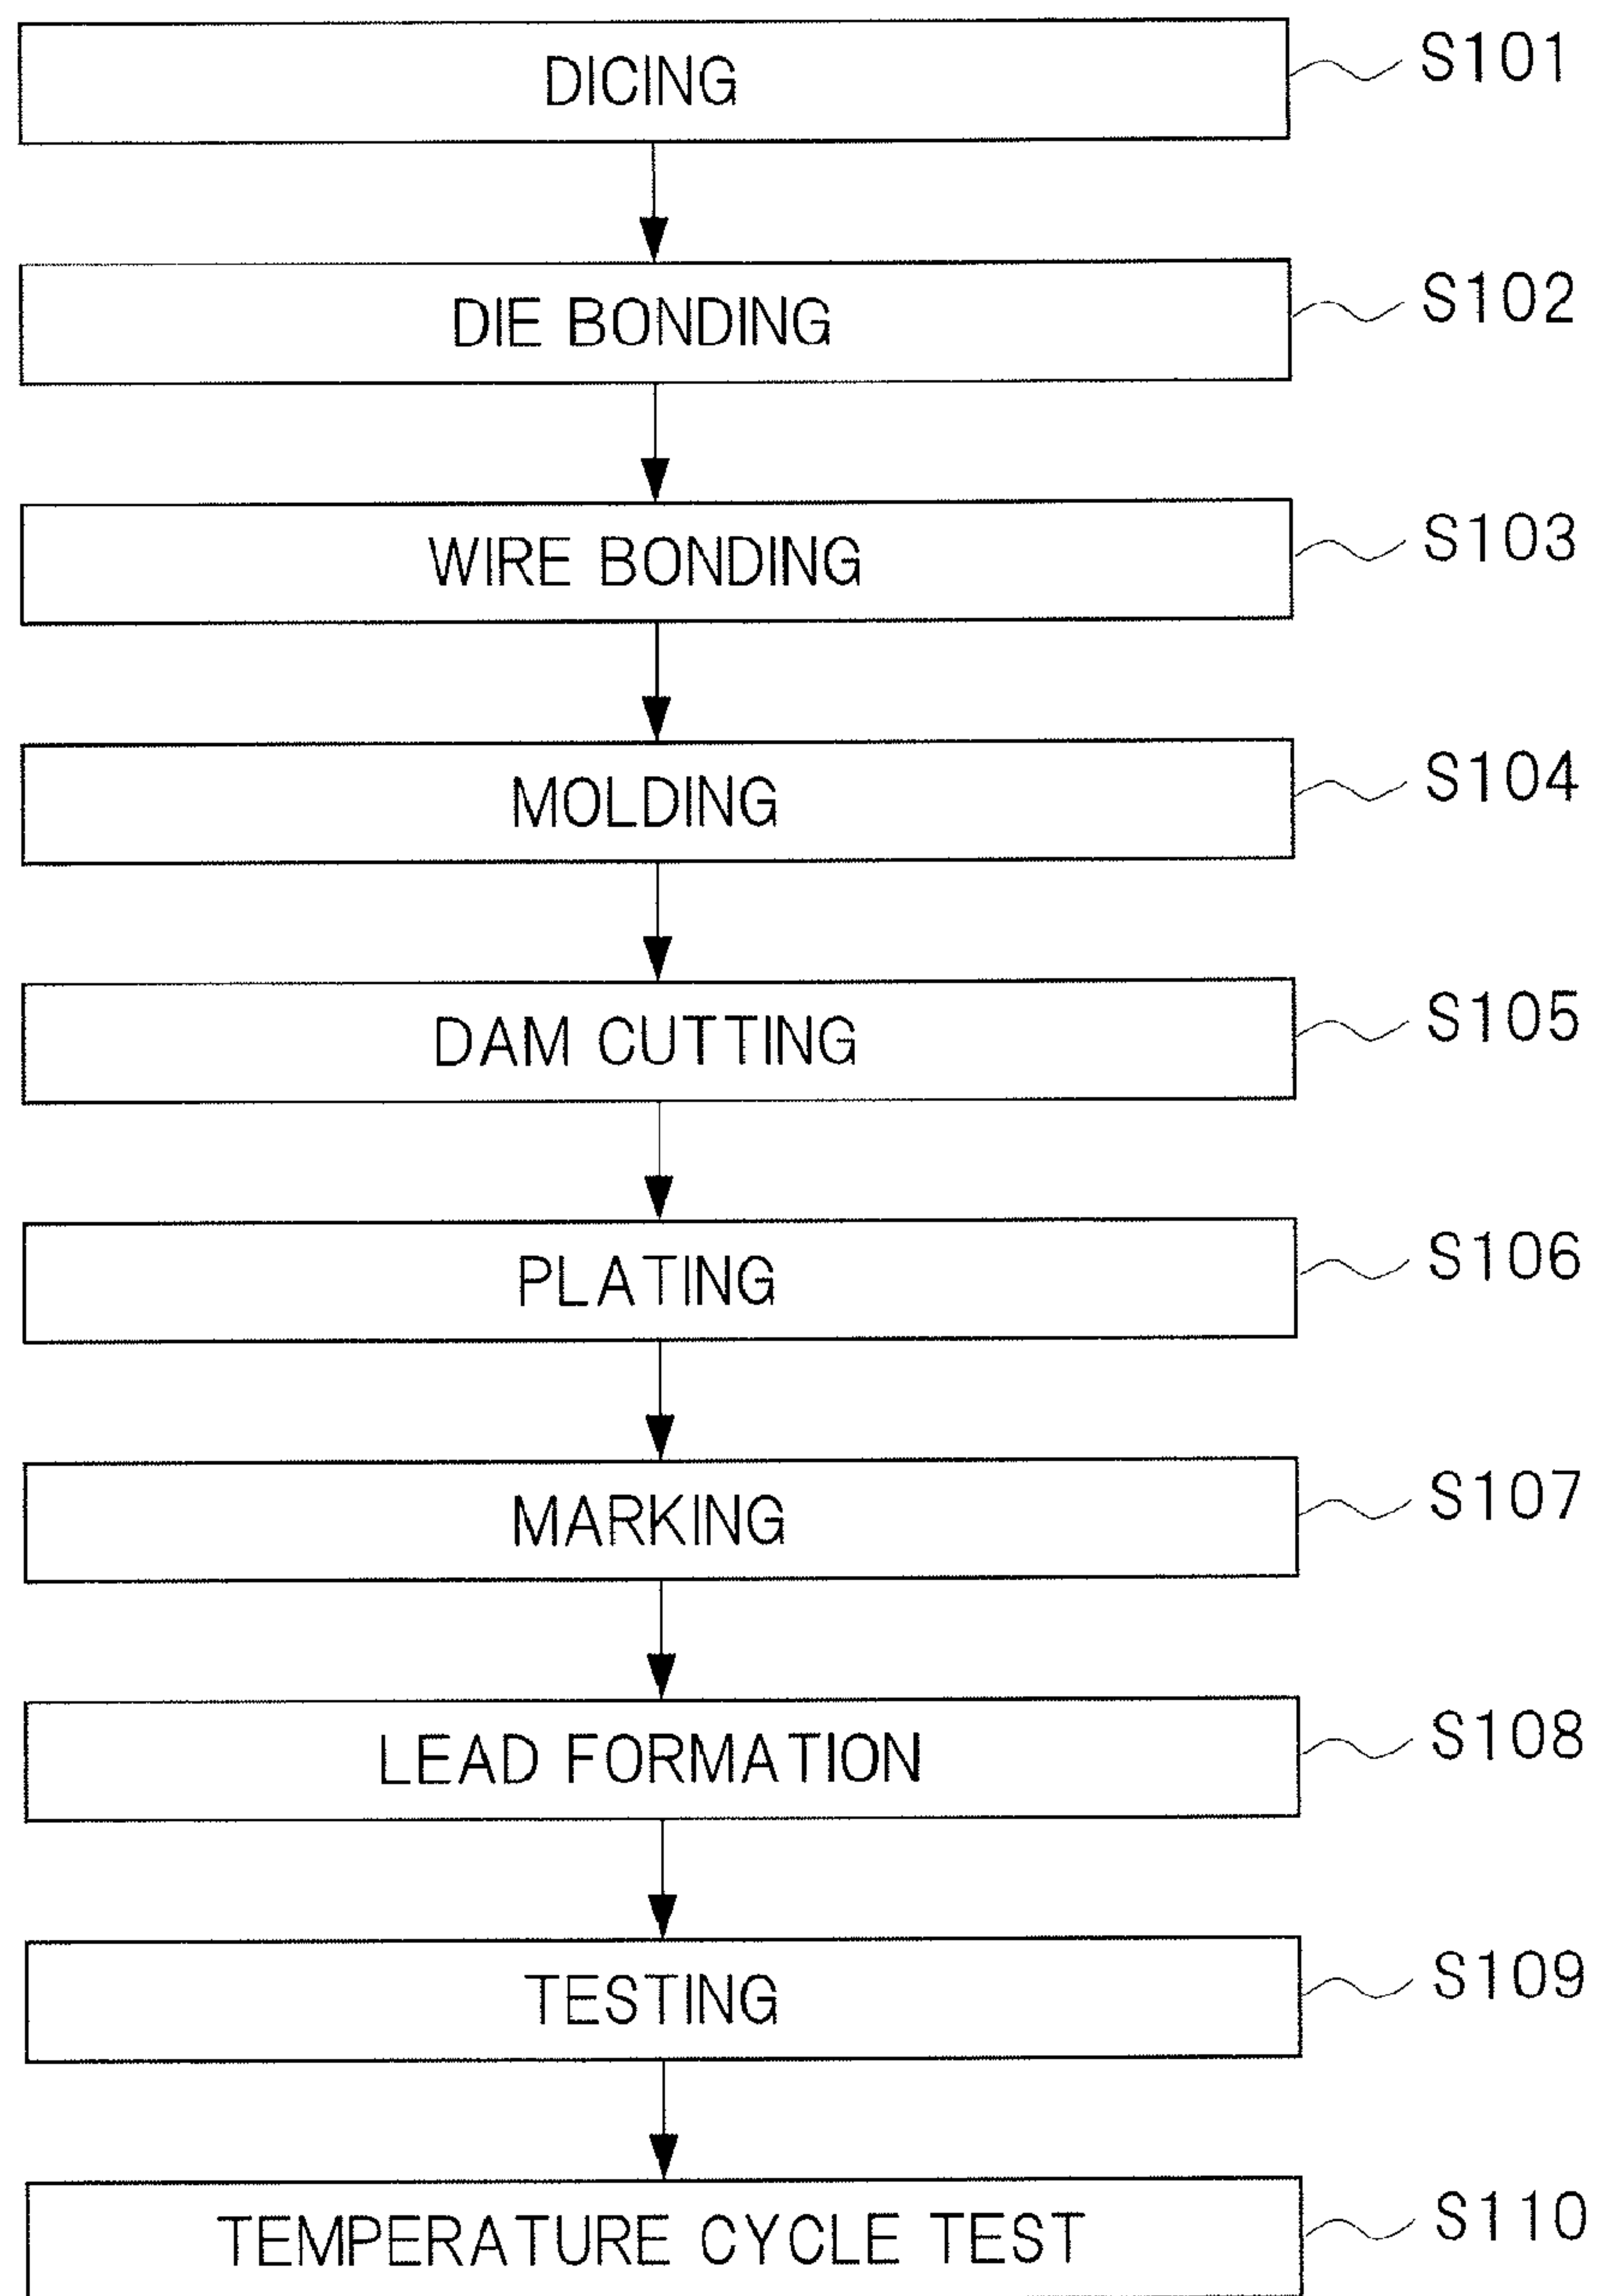 DICING S101
DIE BONDING S102
WIRE BONDING S103
MOLDING S104
DAM CUTTING S105
PLATING S106
MARKING S107
LEAD FORMATION S108
TESTING S109
TEMPERATURE CYCLE TEST S110